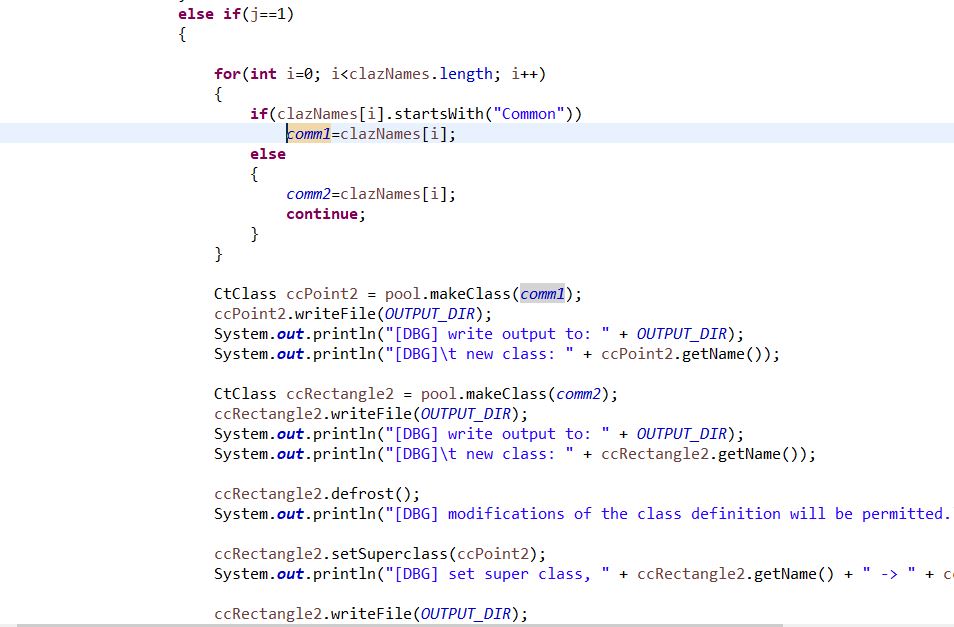 else if(j==1)
{
for(int i=0; i<clazNames.length; i++)
{
if(clazNames[i].startsWith("Common"))
comm1=clazNames[i];
else
{
comm2=clazNames[i];
continue;
}
}
CtClass ccPoint2 = pool.makeClass(comm1);
ccPoint2.writeFile(OUTPUT_DIR);
System.out.println("[DBG] write output to: " + OUTPUT_DIR);
System.out.println("[DBG]\t new class: " + ccPoint2.getName());
CtClass ccRectangle2 = pool.makeClass(comm2);
ccRectangle2.writeFile(OUTPUT_DIR);
System.out.println("[DBG] write output to: " + OUTPUT_DIR);
System.out.println("[DBG]\t new class: " + ccRectangle2.getName());
ccRectangle2.defrost();
System.out.println("[DBG] modifications of the class definition will be permitted.
ccRectangle2.setSuperclass(ccPoint2);
System.out.println("[DBG] set super class, " + ccRectangle2.getName() + " -> " + c
ccRectangle2.writeFile(OUTPUT_DIR);